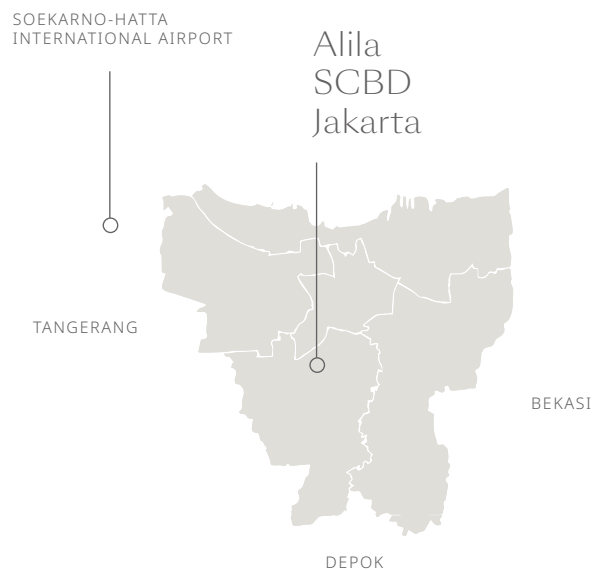 SOEKARNO-HATTA
INTERNATIONAL AIRPORT
Alila
SCBD
Jakarta
TANGERANG
BEKASI
DEPOK